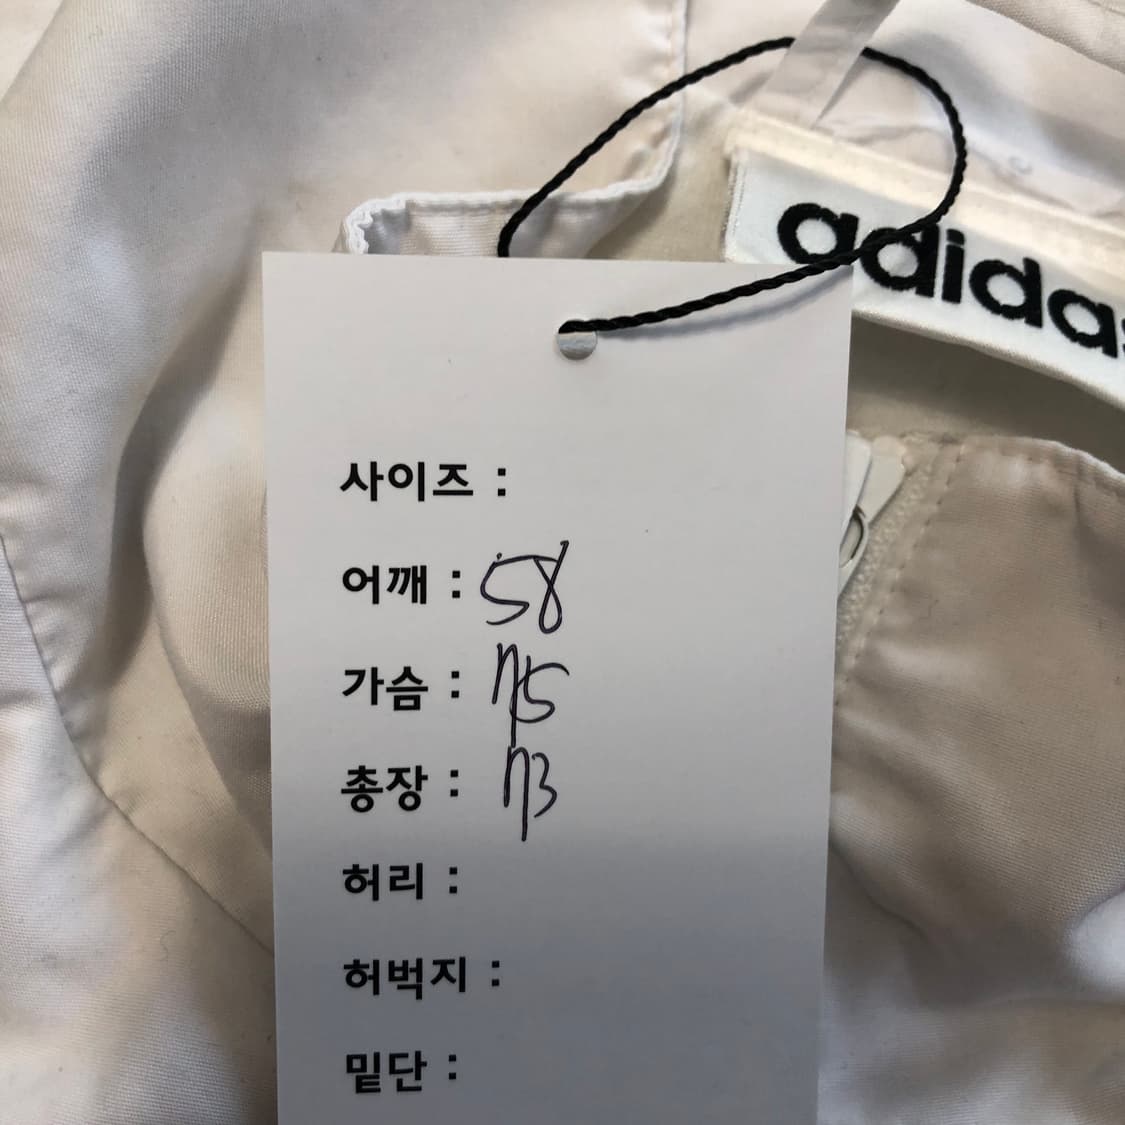 adidas
사이즈 :
어깨 : 58
가슴 : 75
총장 : 73
허리 :
허벅지 :
밑단 :